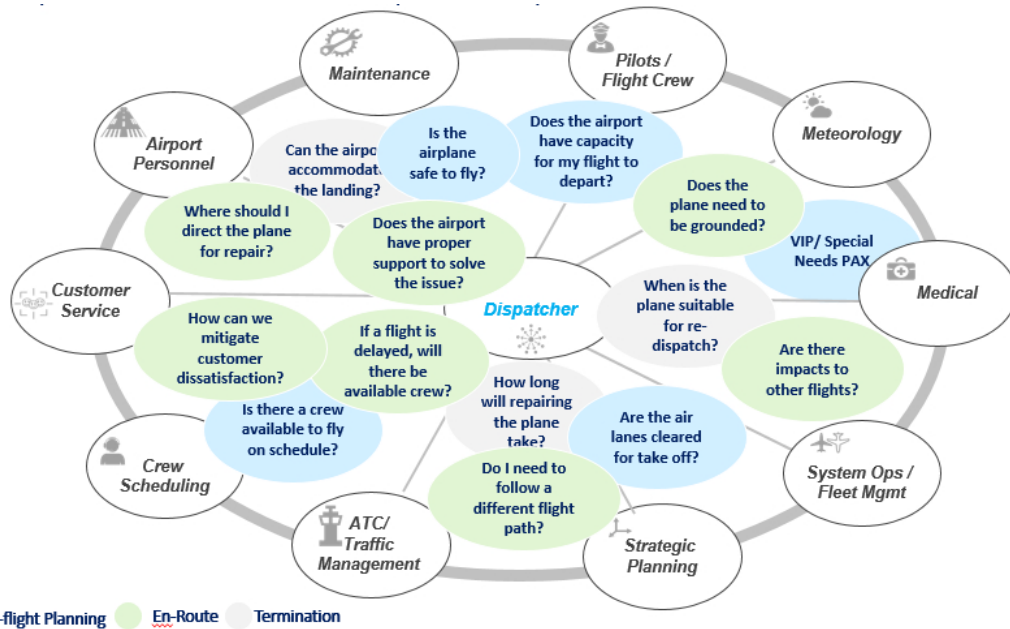 Maintenance
Pilots /
Flight Crew
Airport
Personnel
Meteorology
Can the airpo
accommodat
the landing?
Is the
airplane
safe to fly?
Does the airport
have capacity
for my flight to
depart?
Does the
plane need to
be grounded?
Where should I
direct the plane
for repair?
Does the airport
have proper
support to solve
the issue?
VIP/ Special
Needs PAX
Customer
Service
Dispatcher
When is the
plane suitable
for re-
dispatch?
Medical
How can we
mitigate
customer
dissatisfaction?
If a flight is
delayed, will
there be
available crew?
Are there
impacts to
other flights?
How long
will repairing
the plane
take?
Is there a crew
available to fly
on schedule?
Are the air
lanes cleared
for take off?
Crew
Scheduling
System Ops /
Fleet Mgmt
Do I need to
follow a
different flight
path?
ATC/
Traffic
Management
Strategic
Planning
-flight Planning En-Route Termination